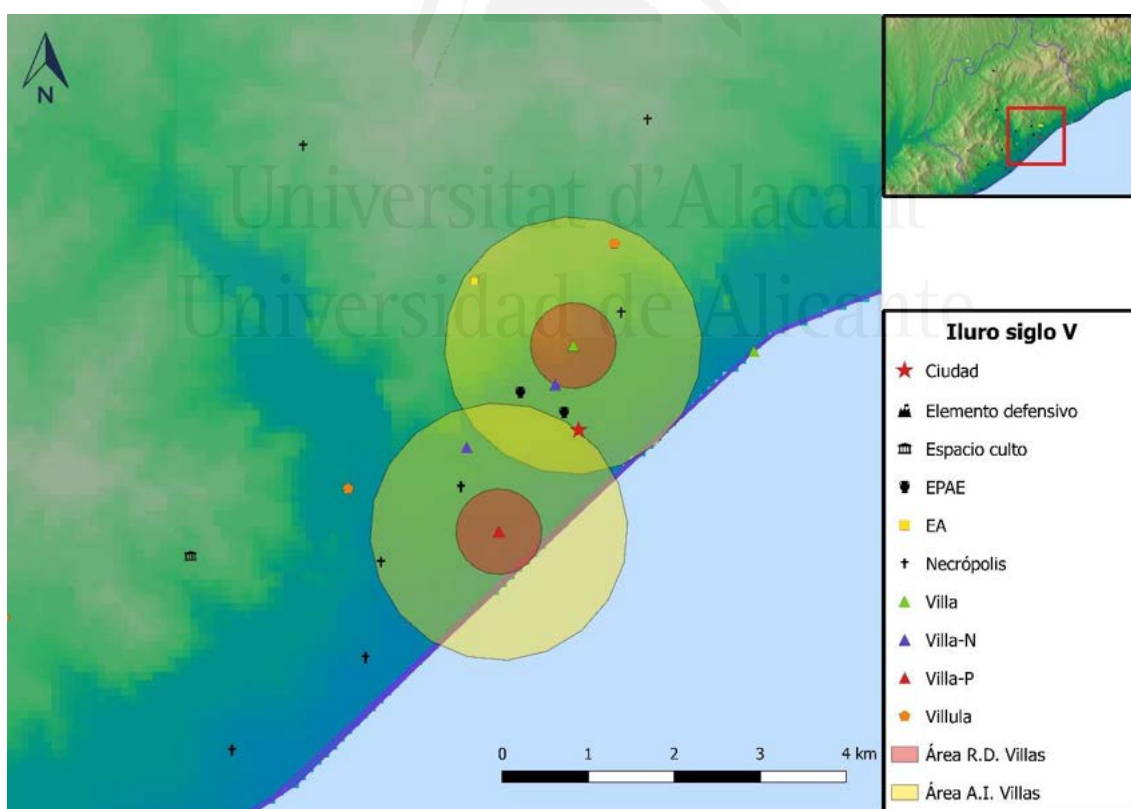 N
Universitat d'Alacant
Universidad de Alicante
0 1 2 3 4 km
Iluro siglo V
Ciudad
Elemento defensivo
Espacio culto
EPAE
EA
Necrópolis
Villa
Villa-N
Villa-P
Villula
Área R.D. Villas
Área A.I. Villas